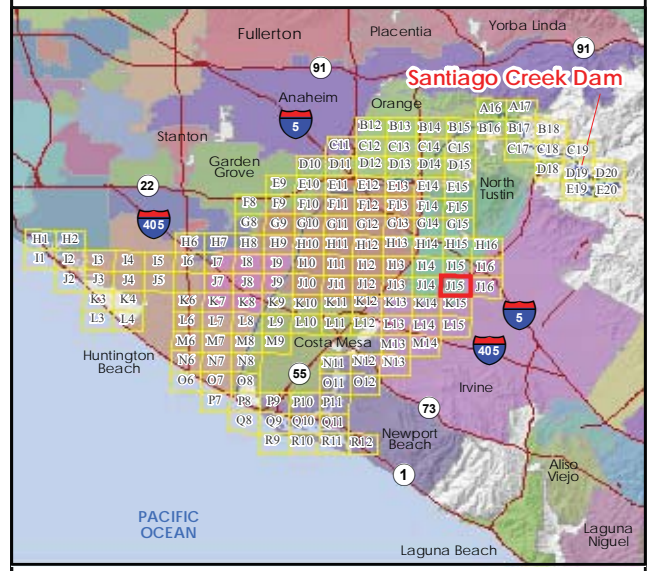 Yorba Linda
Placentia
Fullerton
91
91
Santiago Creek Dam
Anaheim
Orange
A16 A17
5
B12 B13 B14 B15 B16 B17 B18
Stanton
C11 C12 C13 C14 C15 C17 C18 C19
Garden
Grove
D10 D11 D12 D13 D14 D15 D18 D19 D20
22
E9 E10 E11 E12 E13 E14 E15 E19 E20
North
Tustin
F8 F9 F10 F11 F12 F13 F14 F15
405
G8 G9 G10 G11 G12 G13 G14 G15
H1 H2 H6 H7 H8 H9 H10 H11 H12 H13 H14 H15 H16
I1 I2 I3 I4 I5 I6 I7 I8 I9 I10 I11 I12 I13 I14 I15 I16
J2 J3 J4 J5 J7 J8 J9 J10 J11 J12 J13 J14 J15 J16
K3 K4 K6 K7 K8 K9 K10 K11 K12 K13 K14 K15
L3 L4 L6 L7 L8 L9 L10 L11 L12 L13 L14 L15
5
M6 M7 M8 M9 Costa Mesa M13 M14
405
Huntington
Beach
N6 N7 N8 N11 N12 N13
55
O6 O7 O8 O11 O12
Irvine
P7 P8 P9 P10 P11
73
Q8 Q9 Q10 Q11
Newport
Beach
R9 R10 R11 R12
1
Aliso
Viejo
PACIFIC
OCEAN
Laguna
Niguel
Laguna Beach